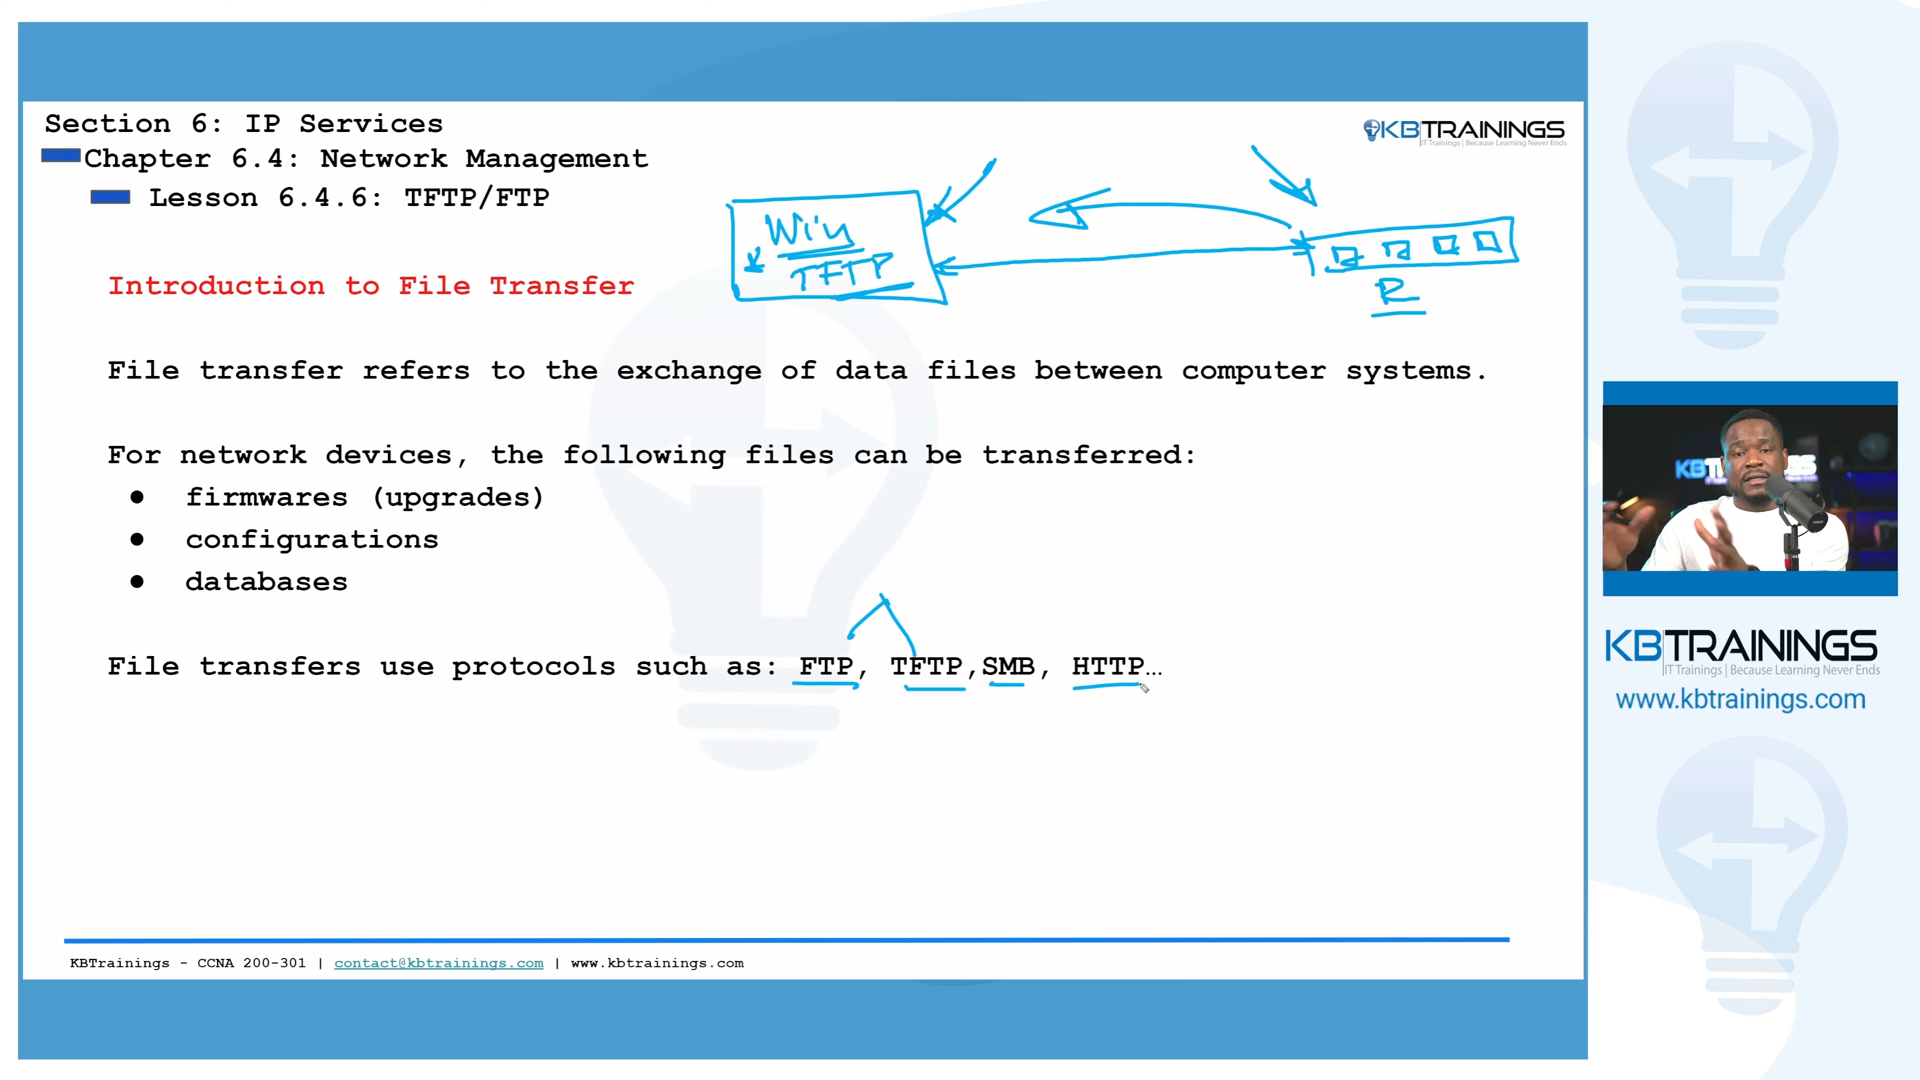 Section 6: IP Services
Chapter 6.4: Network Management
Lesson 6.4.6: TFTP/FTP
KBTRAININGS
IT Trainings | Because Learning Never Ends
Win
TFTP
R
Introduction to File Transfer
File transfer refers to the exchange of data files between computer systems.
For network devices, the following files can be transferred:
● firmwares (upgrades)
● configurations
● databases
File transfers use protocols such as: FTP, TFTP,SMB, HTTP…
KBTrainings - CCNA 200-301 | contact@kbtrainings.com | www.kbtrainings.com
KBTRAININGS
IT Trainings | Because Learning Never Ends
www.kbtrainings.com